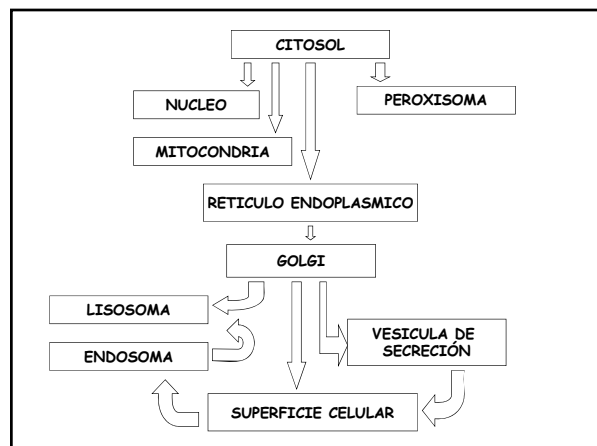 CITOSOL
NUCLEO
PEROXISOMA
MITOCONDRIA
RETICULO ENDOPLASMICO
GOLGI
LISOSOMA
ENDOSOMA
VESICULA DE
SECRECIÓN
SUPERFICIE CELULAR